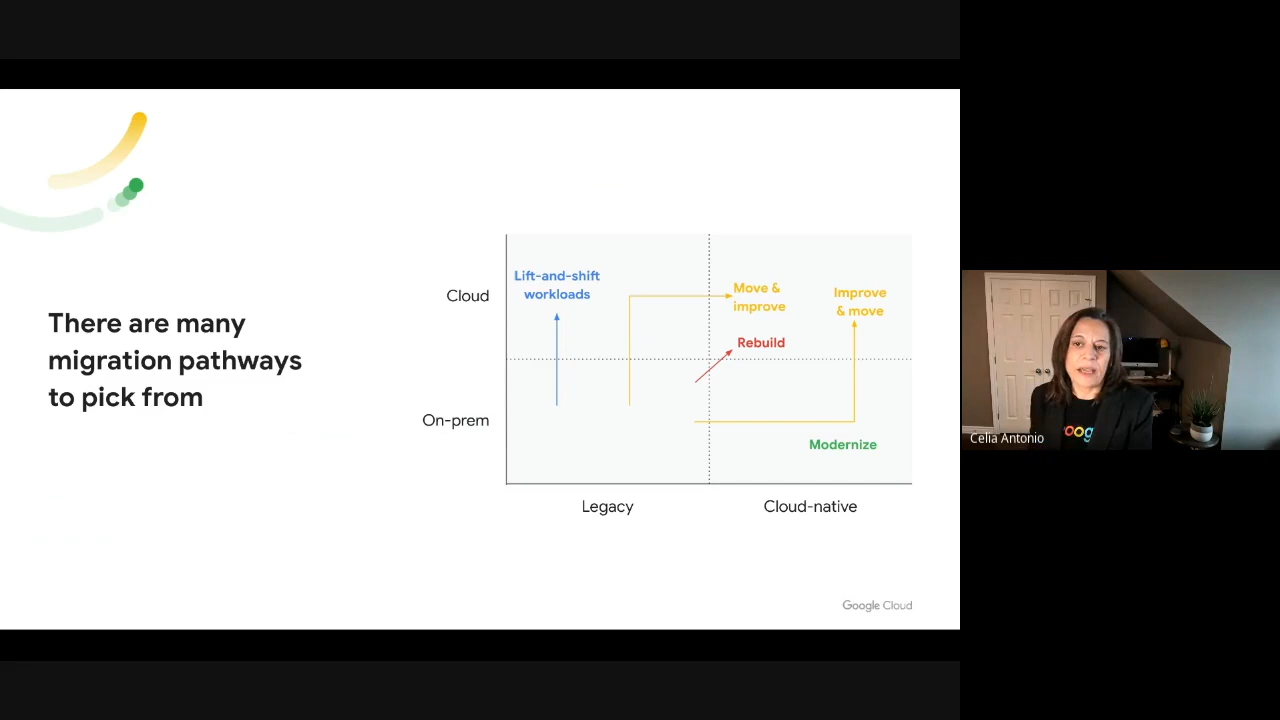 There are many
migration pathways
to pick from
Cloud
On-prem
Lift-and-shift
workloads
Move &
improve
Improve
& move
Rebuild
Modernize
Legacy
Cloud-native
Google Cloud
Celia Antonio
oog